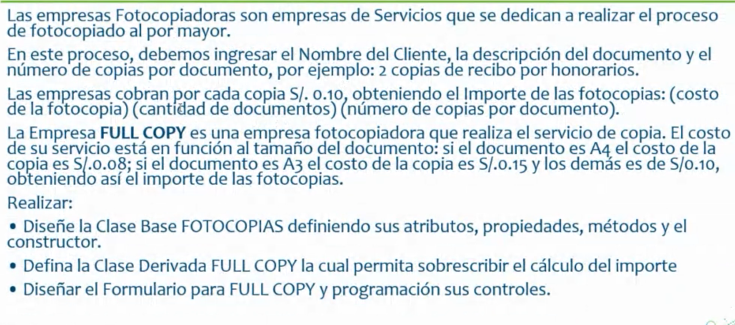 Las empresas Fotocopiadoras son empresas de Servicios que se dedican a realizar el proceso
de fotocopiado al por mayor.
En este proceso, debemos ingresar el Nombre del Cliente, la descripción del documento y el
número de copias por documento, por ejemplo: 2 copias de recibo por honorarios.
Las empresas cobran por cada copia S/. 0.10, obteniendo el Importe de las fotocopias: (costo
de la fotocopia) (cantidad de documentos) (número de copias por documento).
La Empresa FULL COPY es una empresa fotocopiadora que realiza el servicio de copia. El costo
de su servicio está en función al tamaño del documento: si el documento es A4 el costo de la
copia es S/.0.08; si el documento es A3 el costo de la copia es S/.0.15 y los demás es de S/0.10,
obteniendo así el importe de las fotocopias.
Realizar:
• Diseñe la Clase Base FOTOCOPIAS definiendo sus atributos, propiedades, métodos y el
constructor.
• Defina la Clase Derivada FULL COPY la cual permita sobrescribir el cálculo del importe
• Diseñar el Formulario para FULL COPY y programación sus controles.